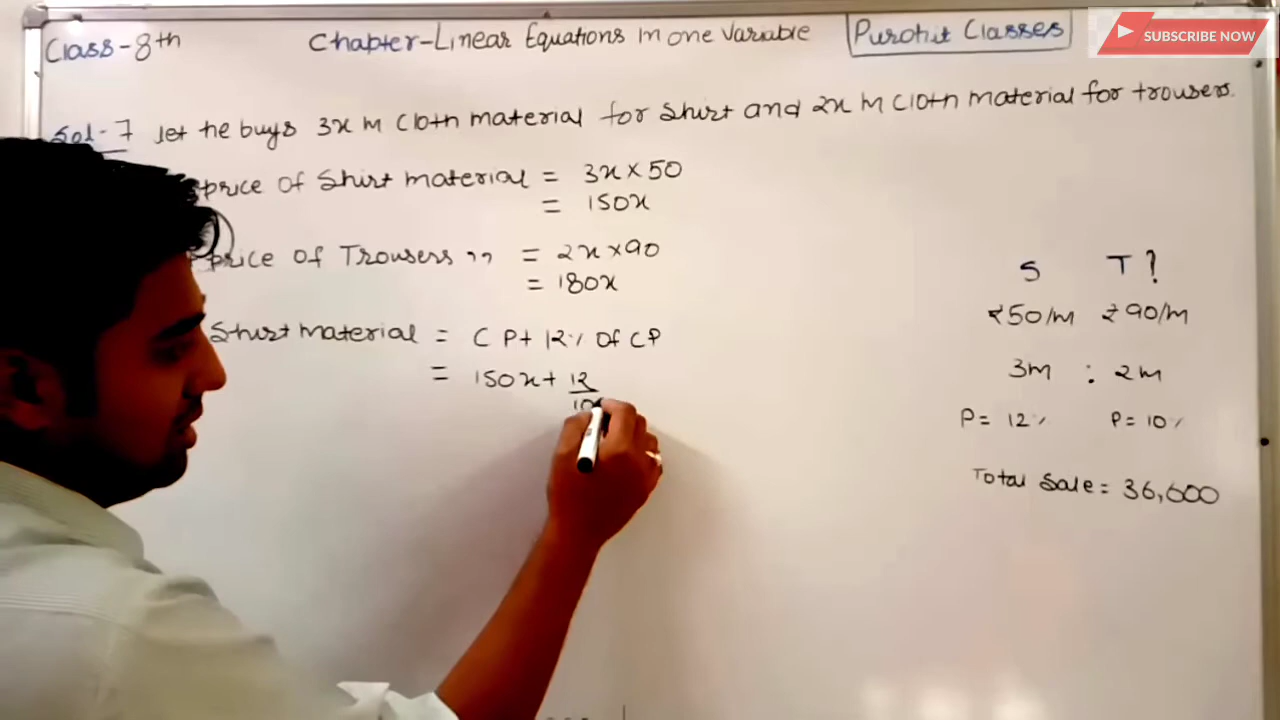 Class-8th
Chapter-Linear Equations in one Variable
Purohit Classes
SUBSCRIBE NOW
Sol-7 let he buys 3x m cloth material for shirt and 2x m cloth material for trousers.
price of Shirt material = 3x × 50
= 150x
price of Trousers ,, = 2x × 90
= 180x
Shirt material = CP + 12% of CP
= 150x + 12
10
S T ?
₹50/m ₹90/m
3m : 2m
P = 12% P = 10%
Total Sale = 36,600